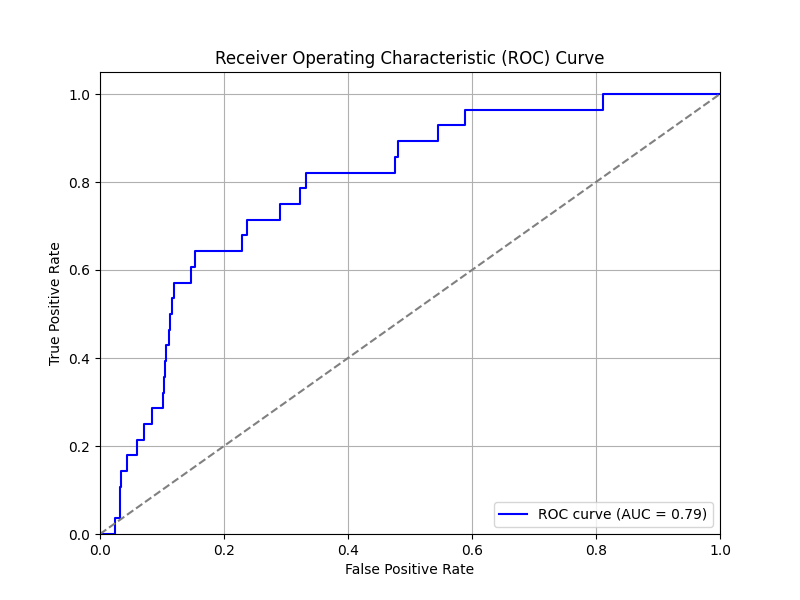 Receiver Operating Characteristic (ROC) Curve
True Positive Rate
1.0
0.8
0.6
0.4
0.2
0.0
0.0 0.2 0.4 0.6 0.8 1.0
False Positive Rate
ROC curve (AUC = 0.79)